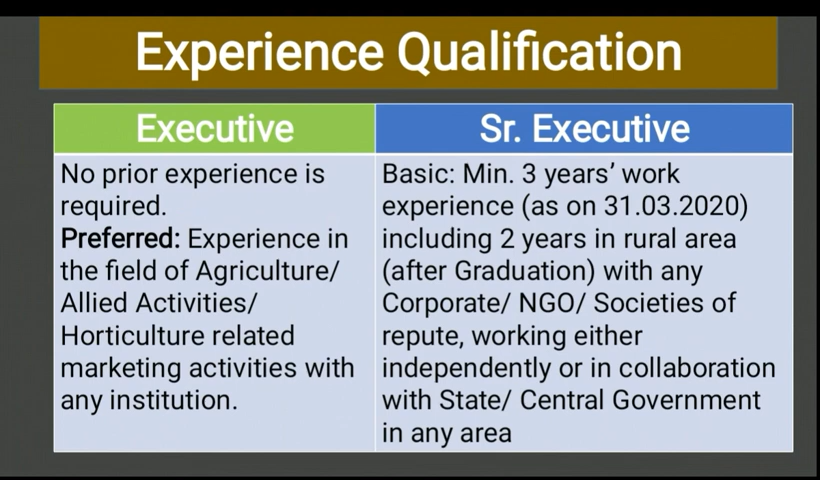 Experience Qualification
Executive
Sr. Executive
No prior experience is
required.
Preferred: Experience in
the field of Agriculture/
Allied Activities/
Horticulture related
marketing activities with
any institution.
Basic: Min. 3 years’ work
experience (as on 31.03.2020)
including 2 years in rural area
(after Graduation) with any
Corporate/ NGO/ Societies of
repute, working either
independently or in collaboration
with State/ Central Government
in any area